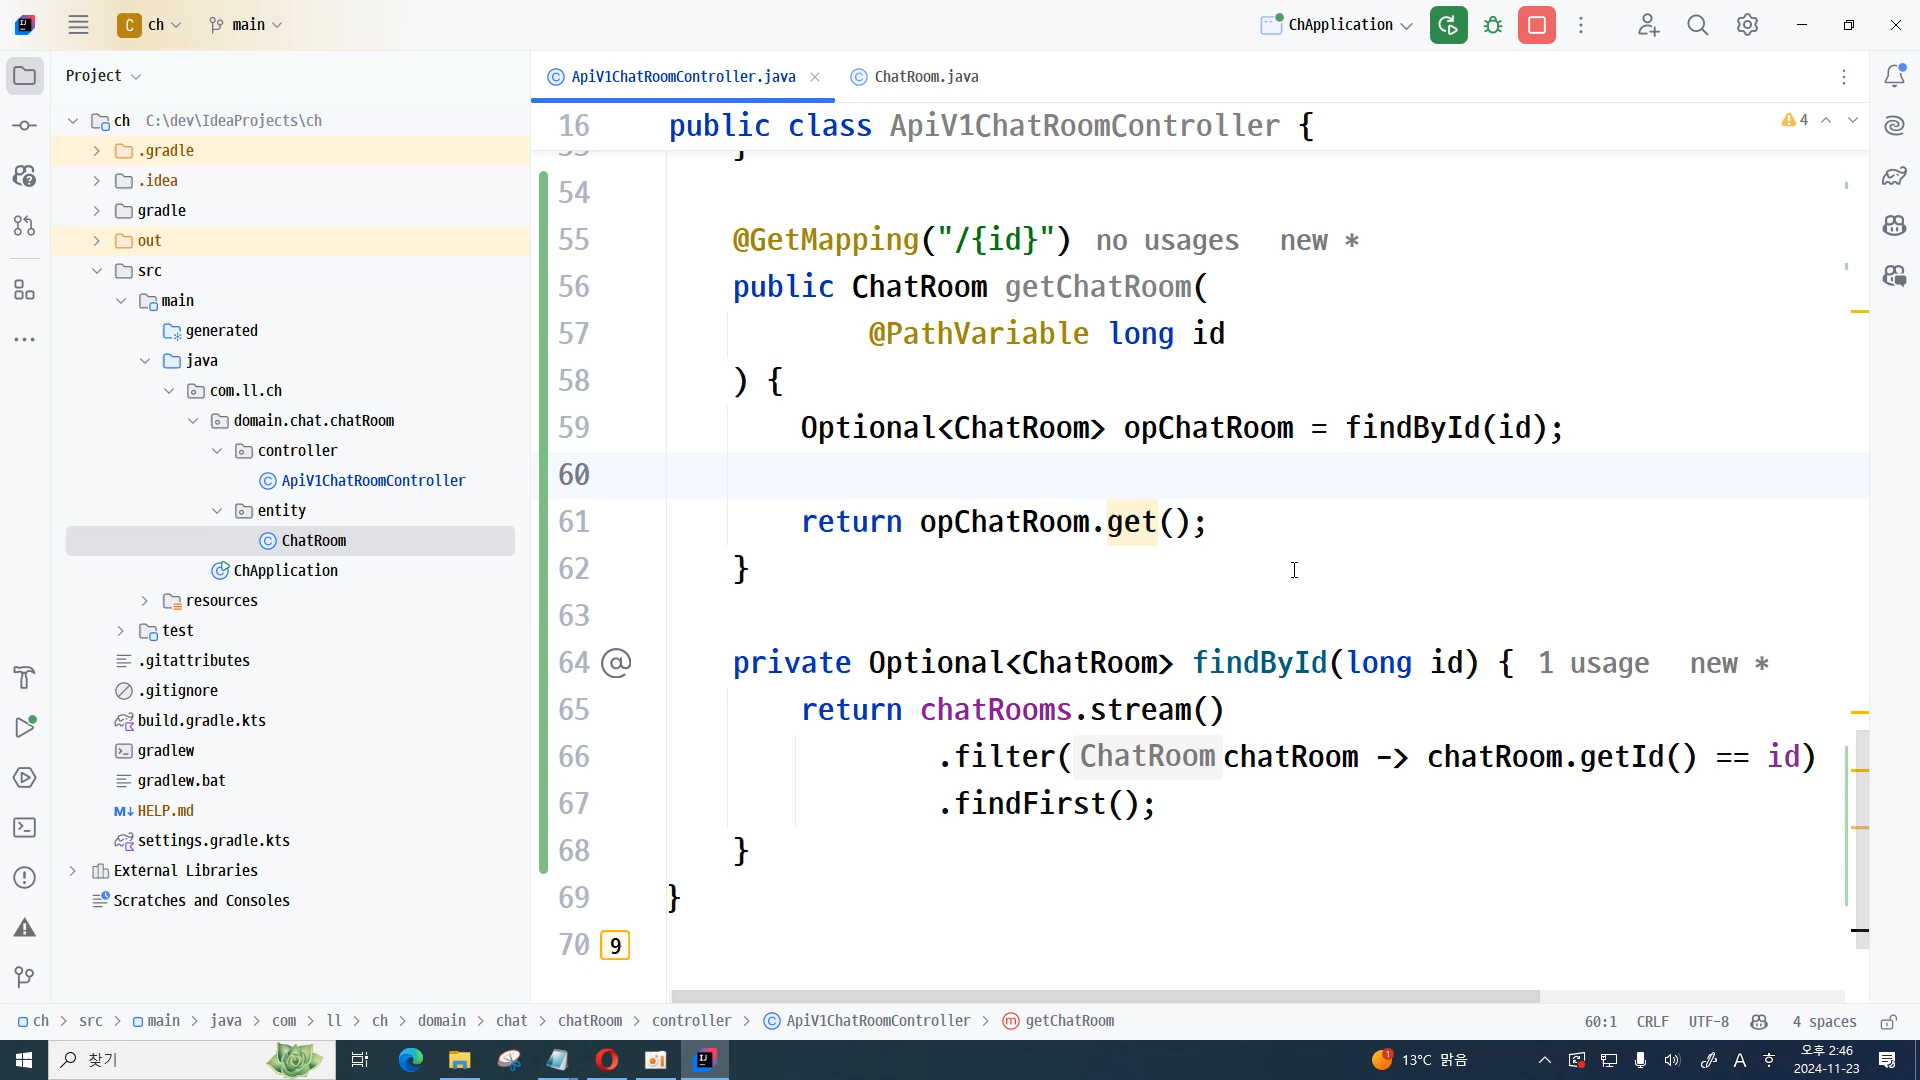 C ch main ChApplication
Project
ApiV1ChatRoomController.java ChatRoom.java
ch C:\dev\IdeaProjects\ch
.gradle
.idea
gradle
out
src
main
generated
java
com.ll.ch
domain.chat.chatRoom
controller
ApiV1ChatRoomController
entity
ChatRoom
ChApplication
resources
test
.gitattributes
.gitignore
build.gradle.kts
gradlew
gradlew.bat
M↓ HELP.md
settings.gradle.kts
External Libraries
Scratches and Consoles
16 public class ApiV1ChatRoomController { 4
54
55 @GetMapping("/{id}") no usages new *
56 public ChatRoom getChatRoom(
57 @PathVariable long id
58 ) {
59 Optional<ChatRoom> opChatRoom = findById(id);
60
61 return opChatRoom.get();
62 }
63
64 @ private Optional<ChatRoom> findById(long id) { 1 usage new *
65 return chatRooms.stream()
66 .filter( ChatRoom chatRoom -> chatRoom.getId() == id)
67 .findFirst();
68 }
69 }
70 9
ch > src > main > java > com > ll > ch > domain > chat > chatRoom > controller > ApiV1ChatRoomController > getChatRoom 60:1 CRLF UTF-8 4 spaces
찾기 1 13°C 맑음 A 오후 2:46
2024-11-23